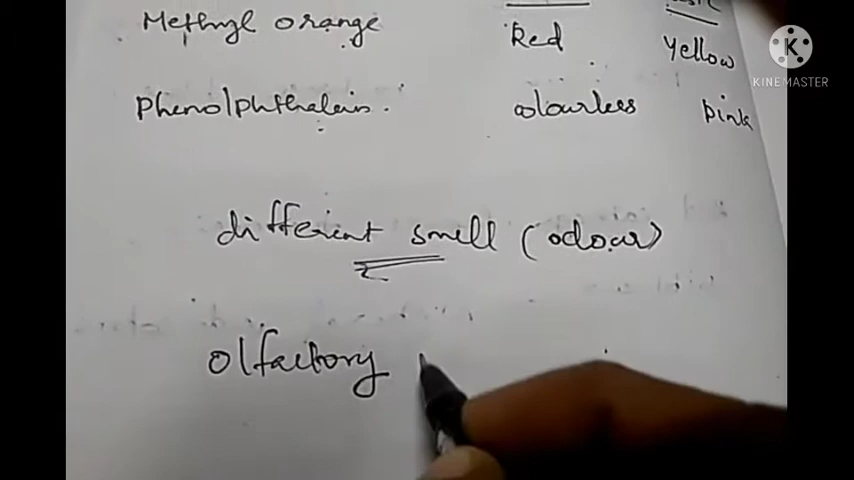 Methyl orange Red Yellow
Phenolphthalein. colourless pink
different smell (odour)
Olfactory
K
KINEMASTER